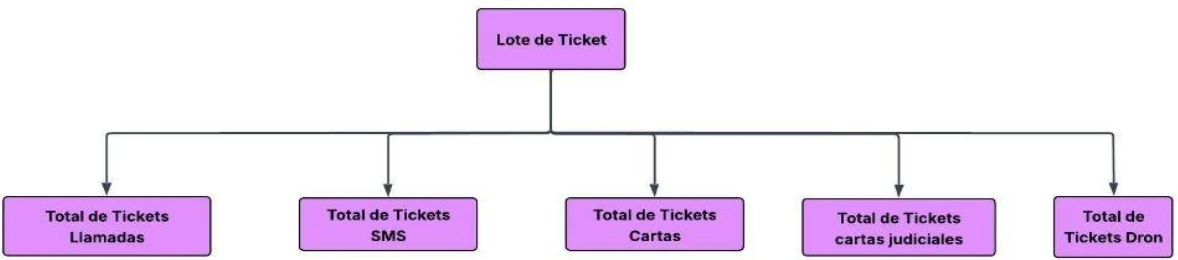 Lote de Ticket
Total de Tickets
Llamadas
Total de Tickets
SMS
Total de Tickets
Cartas
Total de Tickets
cartas judiciales
Total de
Tickets Dron